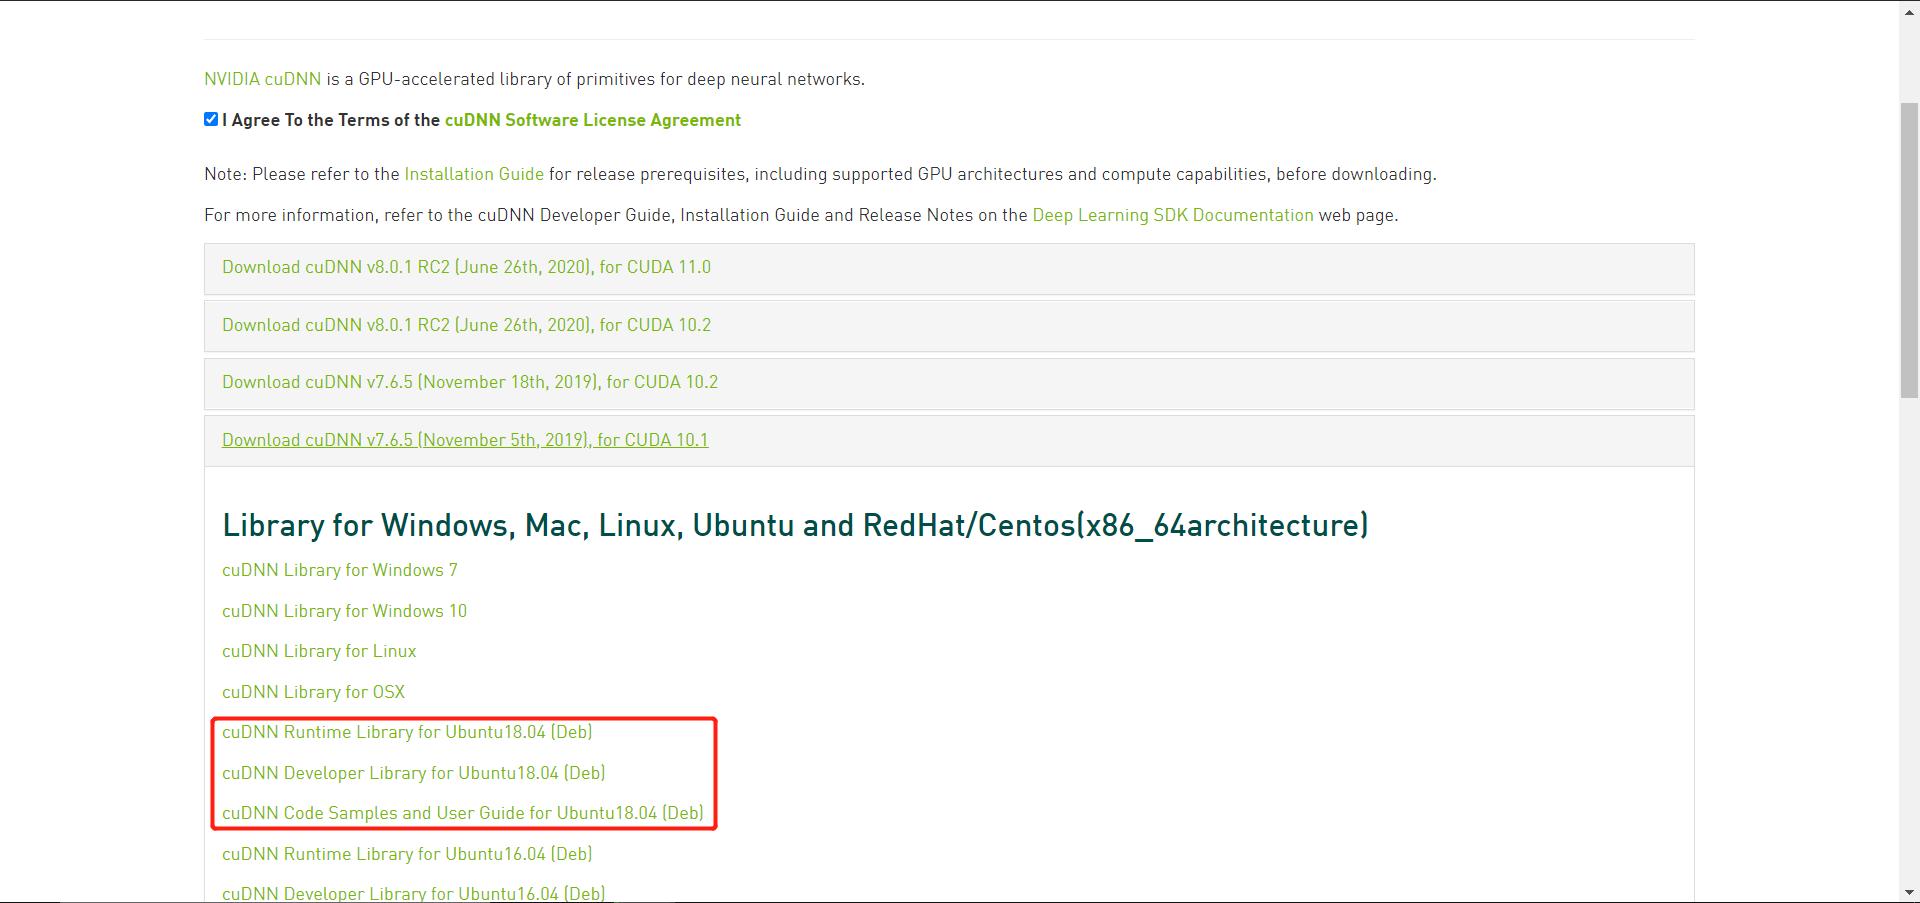 NVIDIA cuDNN is a GPU-accelerated library of primitives for deep neural networks.
I Agree To the Terms of the cuDNN Software License Agreement
Note: Please refer to the Installation Guide for release prerequisites, including supported GPU architectures and compute capabilities, before downloading.
For more information, refer to the cuDNN Developer Guide, Installation Guide and Release Notes on the Deep Learning SDK Documentation web page.
Download cuDNN v8.0.1 RC2 (June 26th, 2020), for CUDA 11.0
Download cuDNN v8.0.1 RC2 (June 26th, 2020), for CUDA 10.2
Download cuDNN v7.6.5 (November 18th, 2019), for CUDA 10.2
Download cuDNN v7.6.5 (November 5th, 2019), for CUDA 10.1
Library for Windows, Mac, Linux, Ubuntu and RedHat/Centos(x86_64architecture)
cuDNN Library for Windows 7
cuDNN Library for Windows 10
cuDNN Library for Linux
cuDNN Library for OSX
cuDNN Runtime Library for Ubuntu18.04 (Deb)
cuDNN Developer Library for Ubuntu18.04 (Deb)
cuDNN Code Samples and User Guide for Ubuntu18.04 (Deb)
cuDNN Runtime Library for Ubuntu16.04 (Deb)
cuDNN Developer Library for Ubuntu16.04 (Deb)